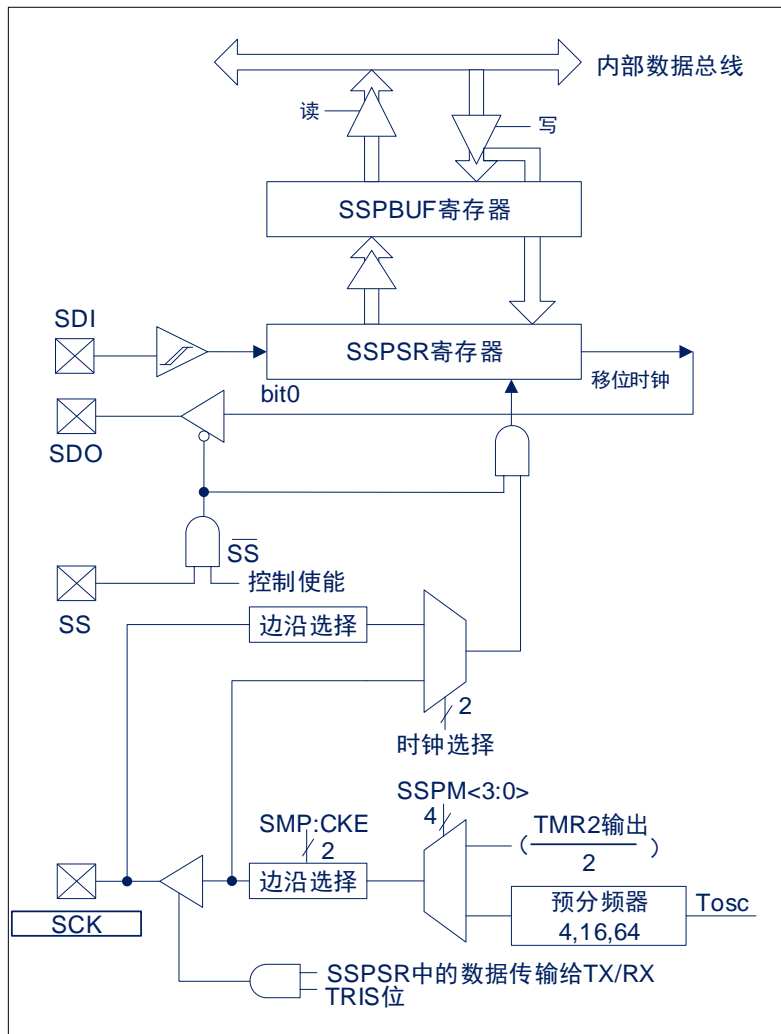 内部数据总线
读
写
SSPBUF寄存器
SDI
SSPSR寄存器
bit0
移位时钟
SDO
SS
控制使能
SS
边沿选择
2
时钟选择
SSPM<3:0>
4
SMP:CKE
2
(TMR2输出
2)
边沿选择
预分频器
4,16,64
Tosc
SCK
SSPSR中的数据传输给TX/RX
TRIS位